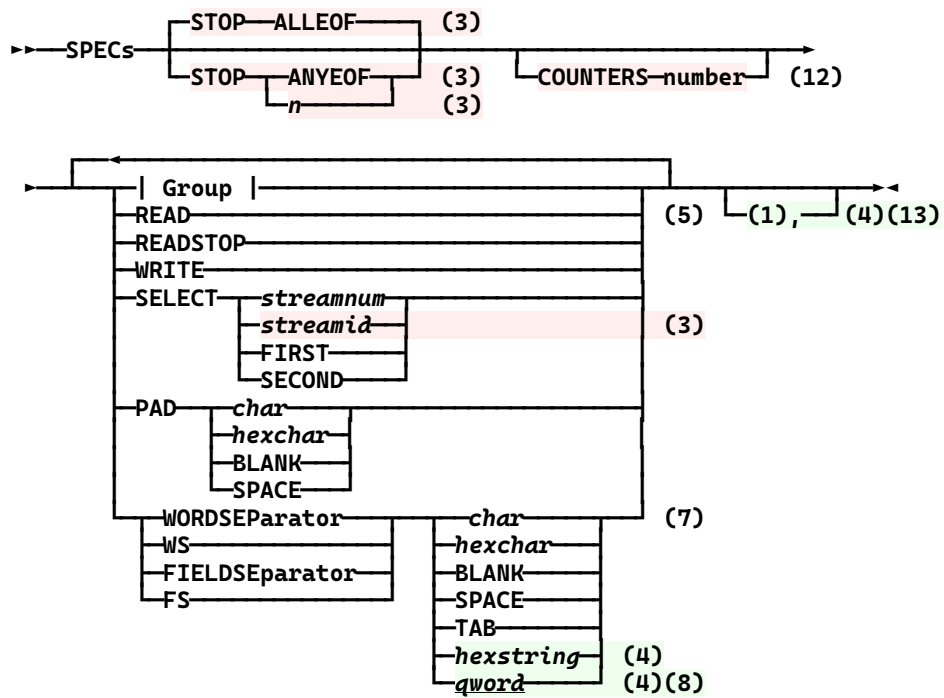 STOP ALLEOF (3)
SPECs
STOP ANYEOF (3) COUNTERS number (12)
n (3)
| Group |
READ (5) (1), (4)(13)
READSTOP
WRITE
SELECT streamnum
streamid (3)
FIRST
SECOND
PAD char
hexchar
BLANK
SPACE
WORDSEParator char (7)
WS hexchar
FIELDSEparator BLANK
FS SPACE
TAB
hexstring (4)
qword (4)(8)